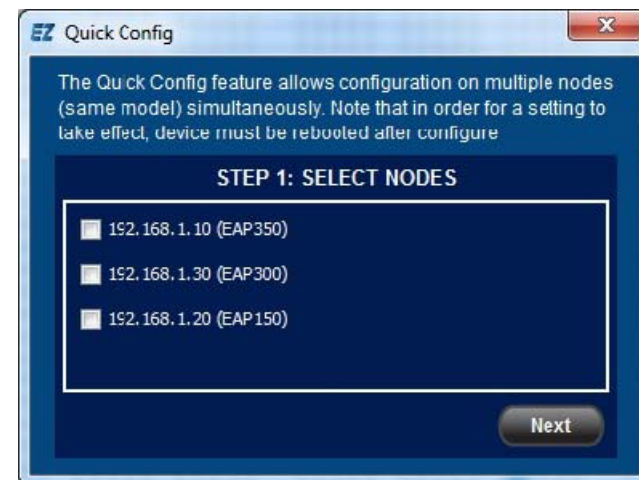 EZ Quick Config
The Quick Config feature allows configuration on multiple nodes
(same model) simultaneously. Note that in order for a setting to
take effect, device must be rebooted after configure
STEP 1: SELECT NODES
192.168.1.10 (EAP350)
192.168.1.30 (EAP300)
192.168.1.20 (EAP150)
Next